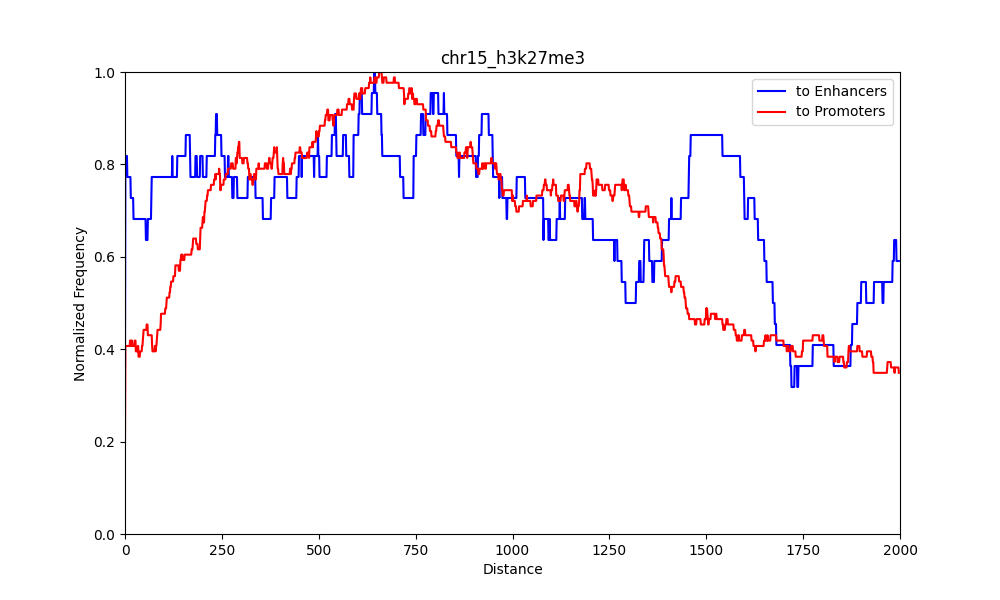 chr15_h3k27me3
to Enhancers
to Promoters
Normalized Frequency
1.0
0.8
0.6
0.4
0.2
0.0
0 250 500 750 1000 1250 1500 1750 2000
Distance